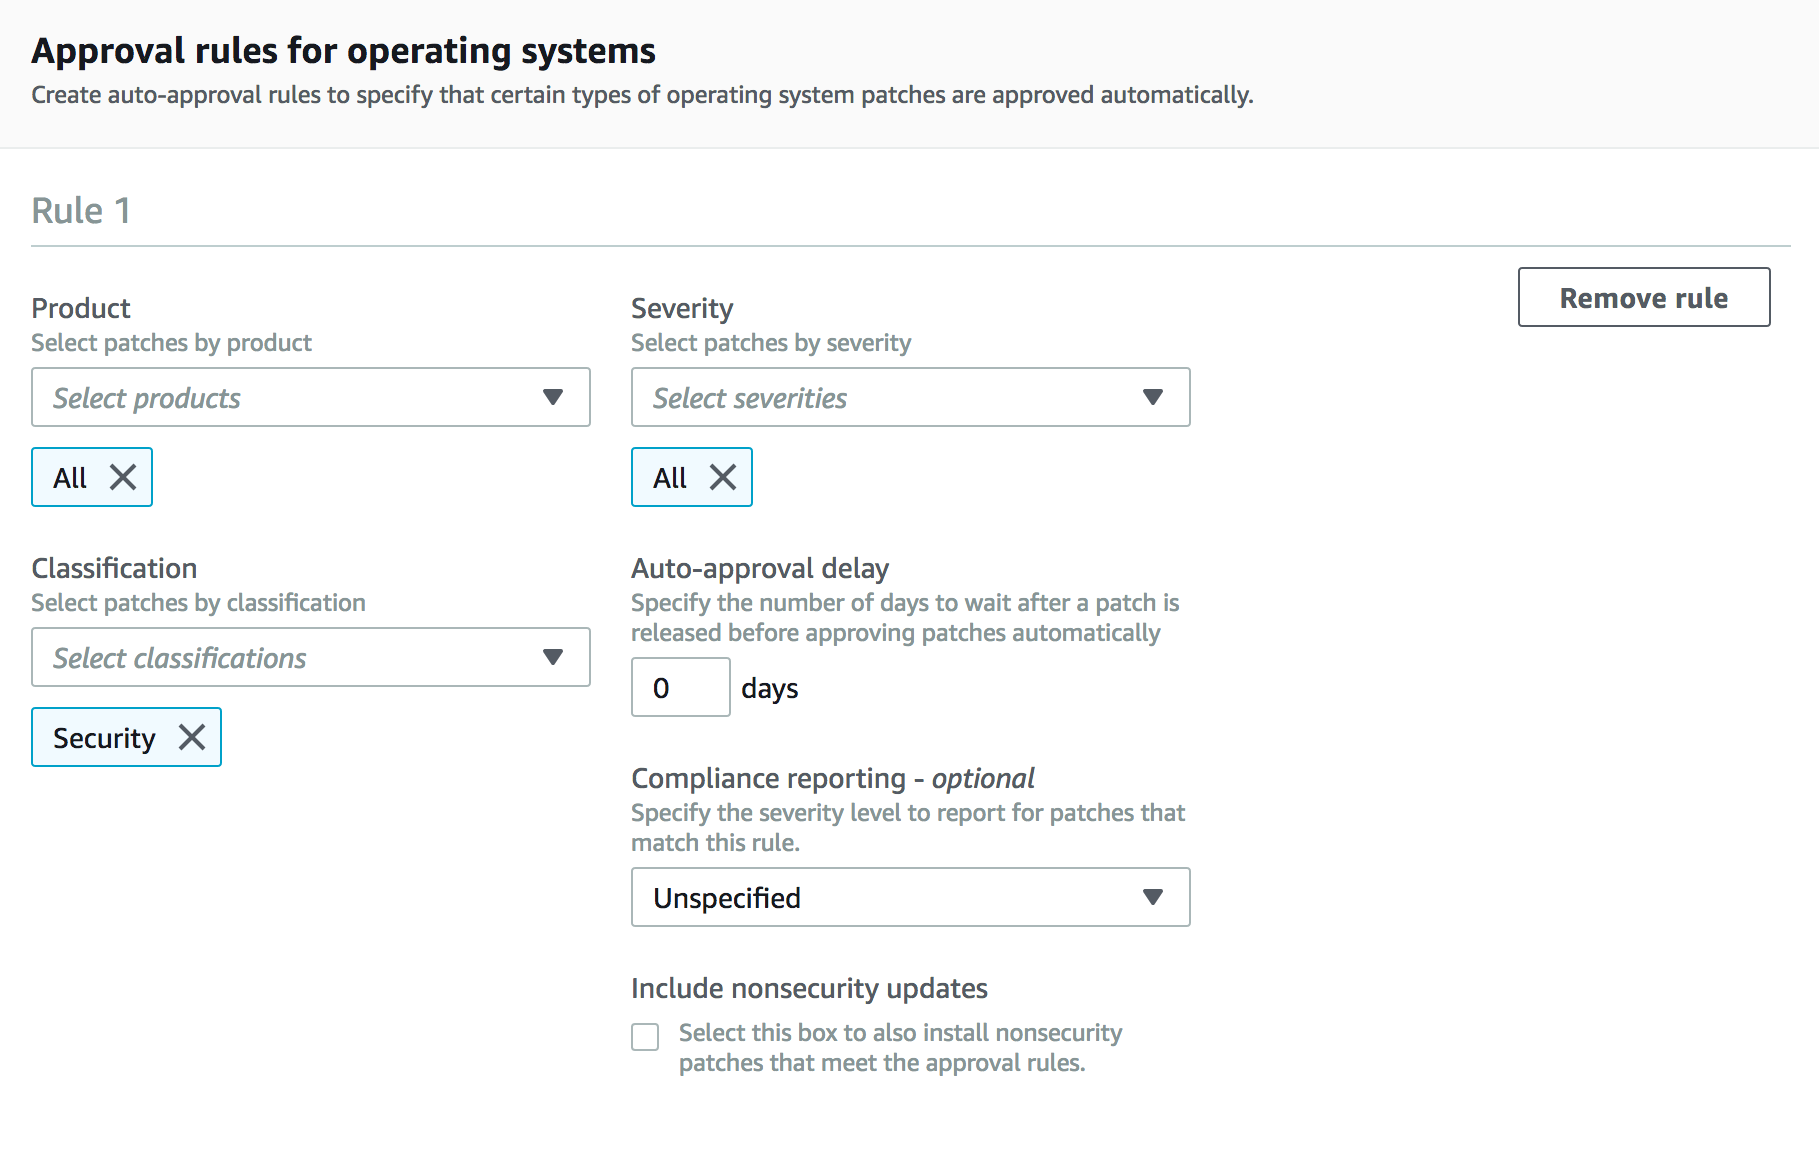 Approval rules for operating systems
Create auto-approval rules to specify that certain types of operating system patches are approved automatically.
Rule 1
Remove rule
Product
Select patches by product
Select products
All
Severity
Select patches by severity
Select severities
All
Classification
Select patches by classification
Select classifications
Security
Auto-approval delay
Specify the number of days to wait after a patch is
released before approving patches automatically
0 days
Compliance reporting - optional
Specify the severity level to report for patches that
match this rule.
Unspecified
Include nonsecurity updates
Select this box to also install nonsecurity
patches that meet the approval rules.